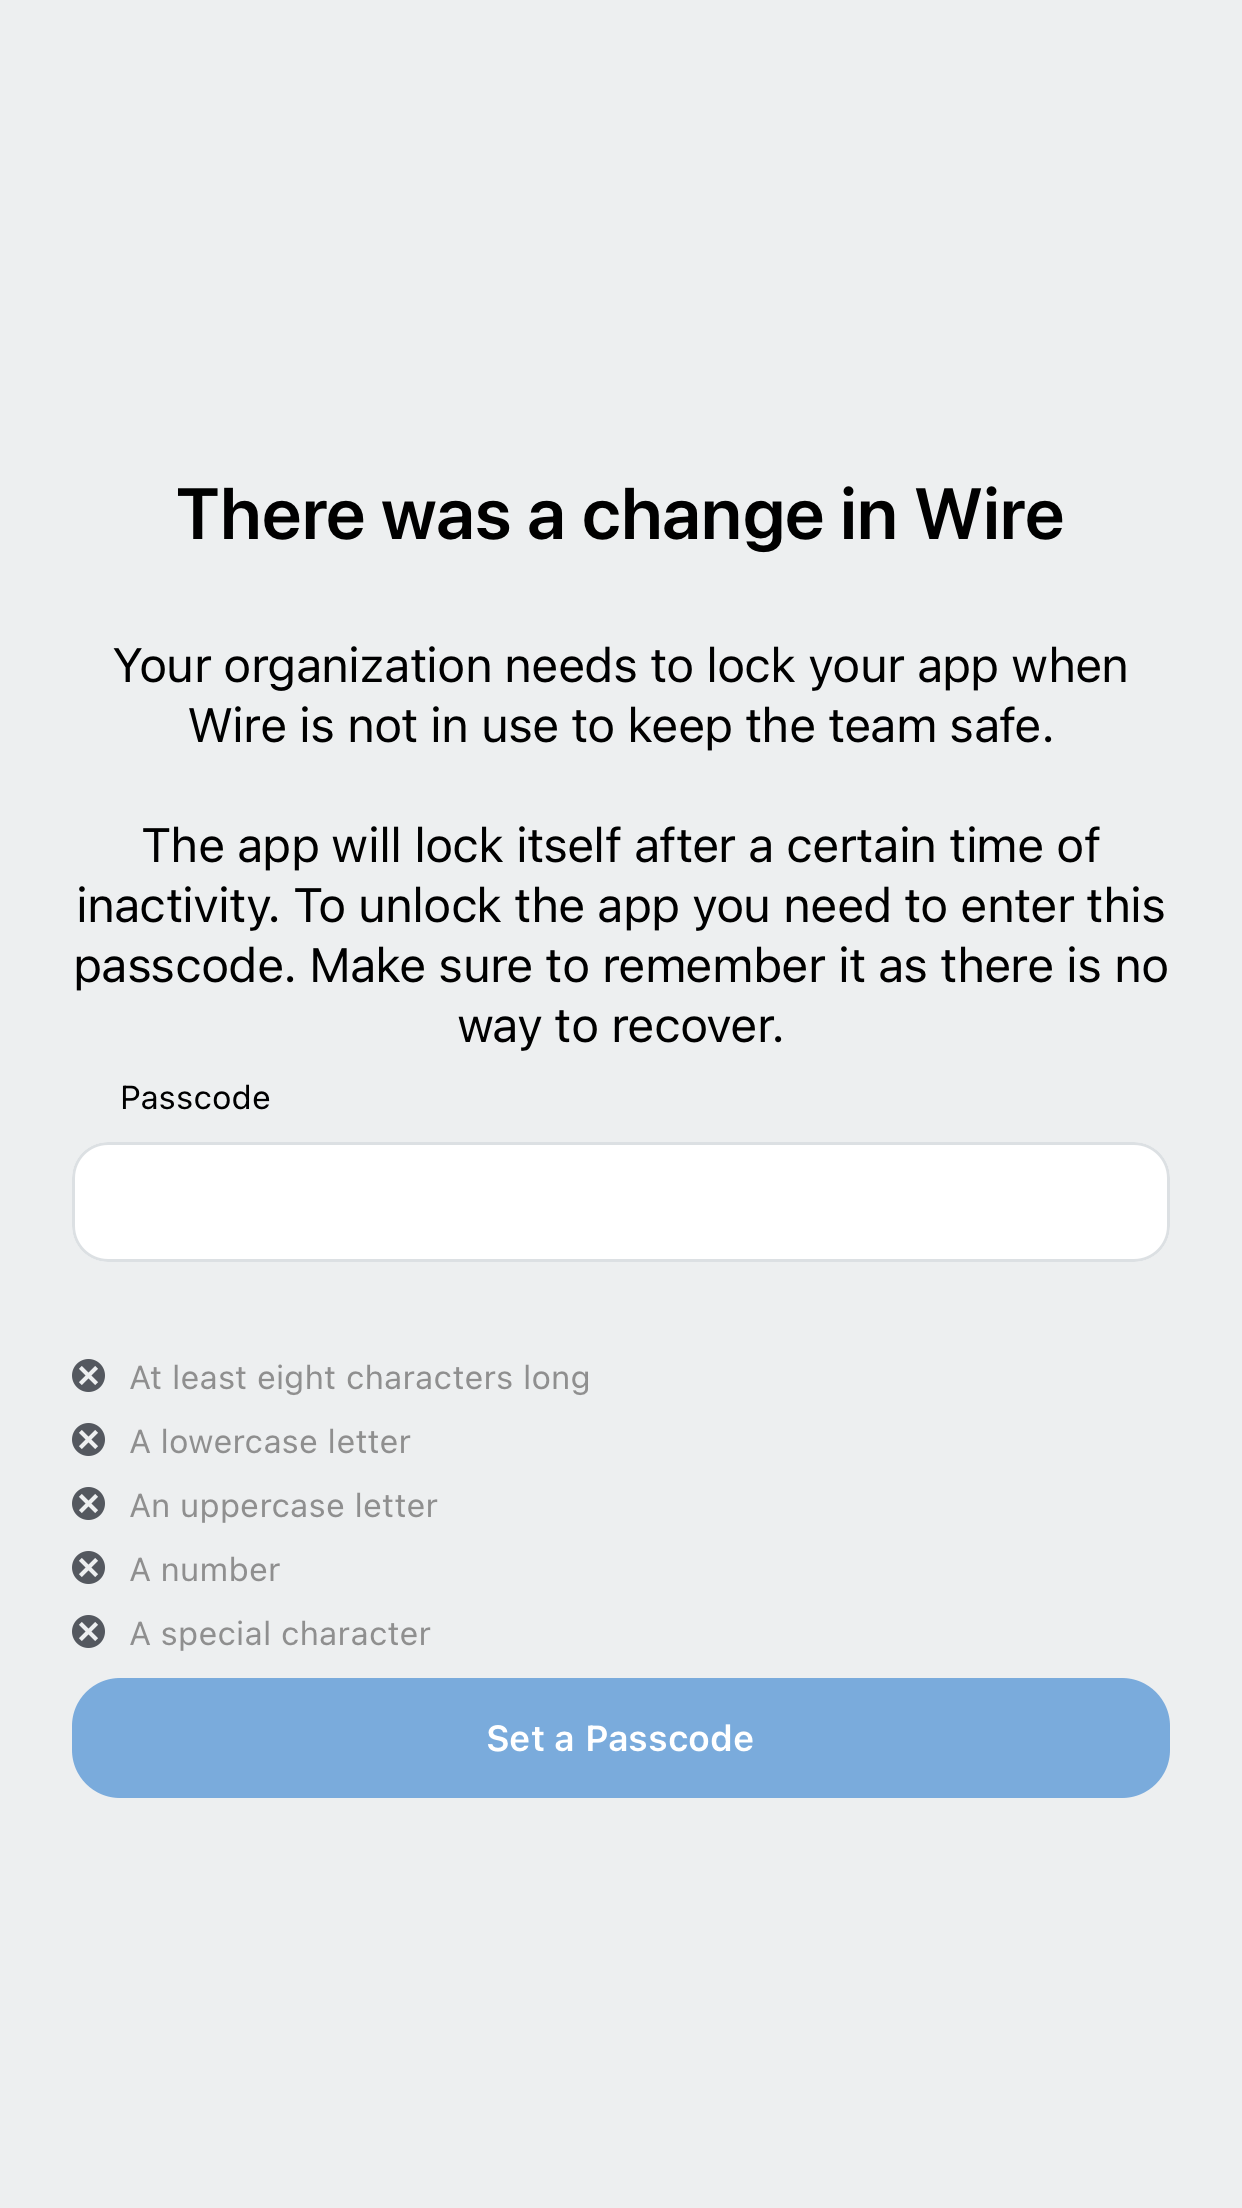 There was a change in Wire
Your organization needs to lock your app when
Wire is not in use to keep the team safe.
The app will lock itself after a certain time of
inactivity. To unlock the app you need to enter this
passcode. Make sure to remember it as there is no
way to recover.
Passcode
At least eight characters long
A lowercase letter
An uppercase letter
A number
A special character
Set a Passcode